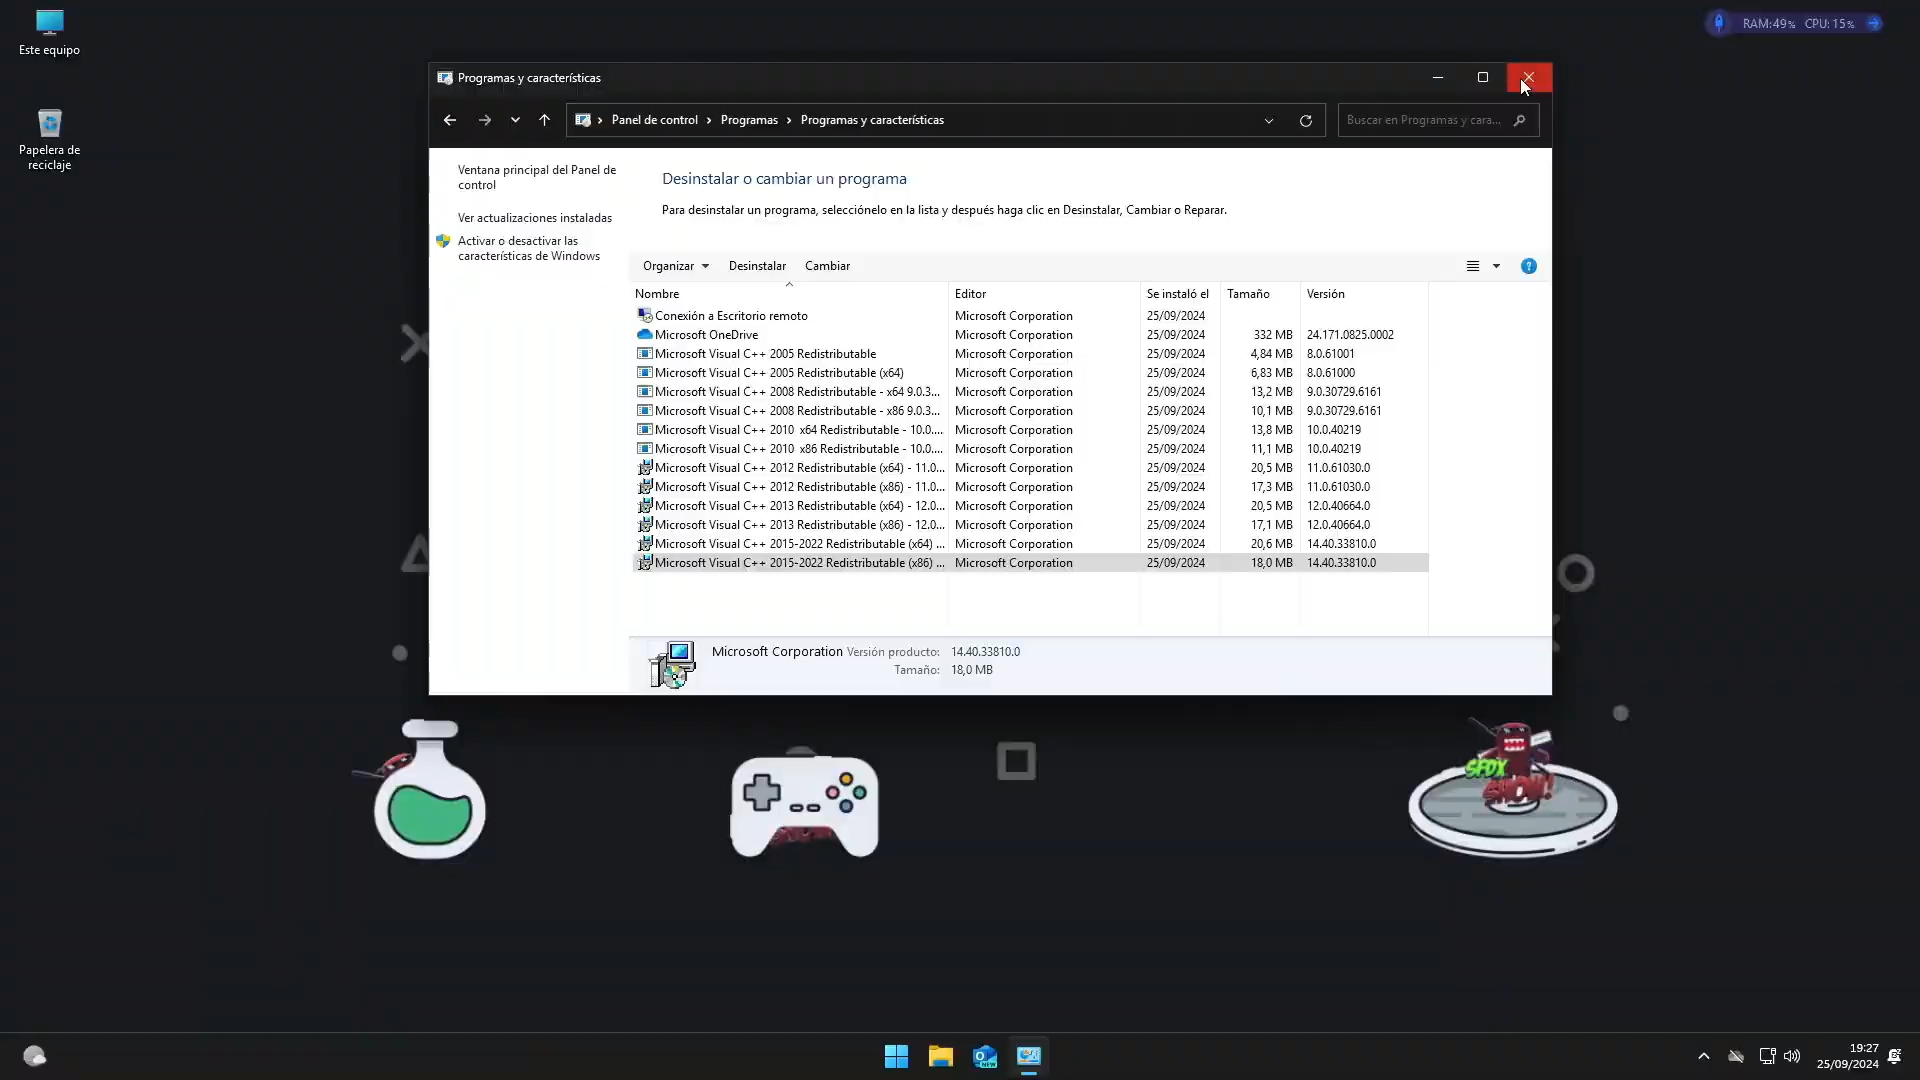 Este equipo
Papelera de
reciclaje
RAM:49% CPU: 15%
Programas y características
Panel de control > Programas > Programas y características
Buscar en Programas y cara...
Ventana principal del Panel de
control
Ver actualizaciones instaladas
Activar o desactivar las
características de Windows
Desinstalar o cambiar un programa
Para desinstalar un programa, selecciónelo en la lista y después haga clic en Desinstalar, Cambiar o Reparar.
Organizar Desinstalar Cambiar
Nombre Editor Se instaló el Tamaño Versión
Conexión a Escritorio remoto Microsoft Corporation 25/09/2024
Microsoft OneDrive Microsoft Corporation 25/09/2024 332 MB 24.171.0825.0002
Microsoft Visual C++ 2005 Redistributable Microsoft Corporation 25/09/2024 4,84 MB 8.0.61001
Microsoft Visual C++ 2005 Redistributable (x64) Microsoft Corporation 25/09/2024 6,83 MB 8.0.61000
Microsoft Visual C++ 2008 Redistributable - x64 9.0.3... Microsoft Corporation 25/09/2024 13,2 MB 9.0.30729.6161
Microsoft Visual C++ 2008 Redistributable - x86 9.0.3... Microsoft Corporation 25/09/2024 10,1 MB 9.0.30729.6161
Microsoft Visual C++ 2010  x64 Redistributable - 10.0.... Microsoft Corporation 25/09/2024 13,8 MB 10.0.40219
Microsoft Visual C++ 2010  x86 Redistributable - 10.0.... Microsoft Corporation 25/09/2024 11,1 MB 10.0.40219
Microsoft Visual C++ 2012 Redistributable (x64) - 11.0... Microsoft Corporation 25/09/2024 20,5 MB 11.0.61030.0
Microsoft Visual C++ 2012 Redistributable (x86) - 11.0... Microsoft Corporation 25/09/2024 17,3 MB 11.0.61030.0
Microsoft Visual C++ 2013 Redistributable (x64) - 12.0... Microsoft Corporation 25/09/2024 20,5 MB 12.0.40664.0
Microsoft Visual C++ 2013 Redistributable (x86) - 12.0... Microsoft Corporation 25/09/2024 17,1 MB 12.0.40664.0
Microsoft Visual C++ 2015-2022 Redistributable (x64) ... Microsoft Corporation 25/09/2024 20,6 MB 14.40.33810.0
Microsoft Visual C++ 2015-2022 Redistributable (x86) ... Microsoft Corporation 25/09/2024 18,0 MB 14.40.33810.0
Microsoft Corporation Versión producto: 14.40.33810.0
Tamaño: 18,0 MB
SFDX
SHOW!
19:27
25/09/2024